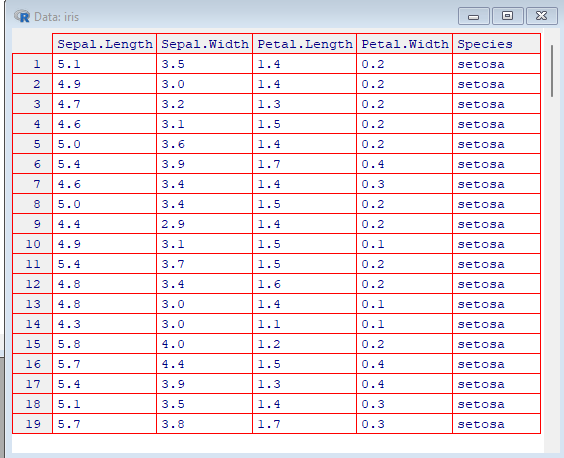 R Data: iris
Sepal.Length Sepal.Width Petal.Length Petal.Width Species
1 5.1 3.5 1.4 0.2 setosa
2 4.9 3.0 1.4 0.2 setosa
3 4.7 3.2 1.3 0.2 setosa
4 4.6 3.1 1.5 0.2 setosa
5 5.0 3.6 1.4 0.2 setosa
6 5.4 3.9 1.7 0.4 setosa
7 4.6 3.4 1.4 0.3 setosa
8 5.0 3.4 1.5 0.2 setosa
9 4.4 2.9 1.4 0.2 setosa
10 4.9 3.1 1.5 0.1 setosa
11 5.4 3.7 1.5 0.2 setosa
12 4.8 3.4 1.6 0.2 setosa
13 4.8 3.0 1.4 0.1 setosa
14 4.3 3.0 1.1 0.1 setosa
15 5.8 4.0 1.2 0.2 setosa
16 5.7 4.4 1.5 0.4 setosa
17 5.4 3.9 1.3 0.4 setosa
18 5.1 3.5 1.4 0.3 setosa
19 5.7 3.8 1.7 0.3 setosa